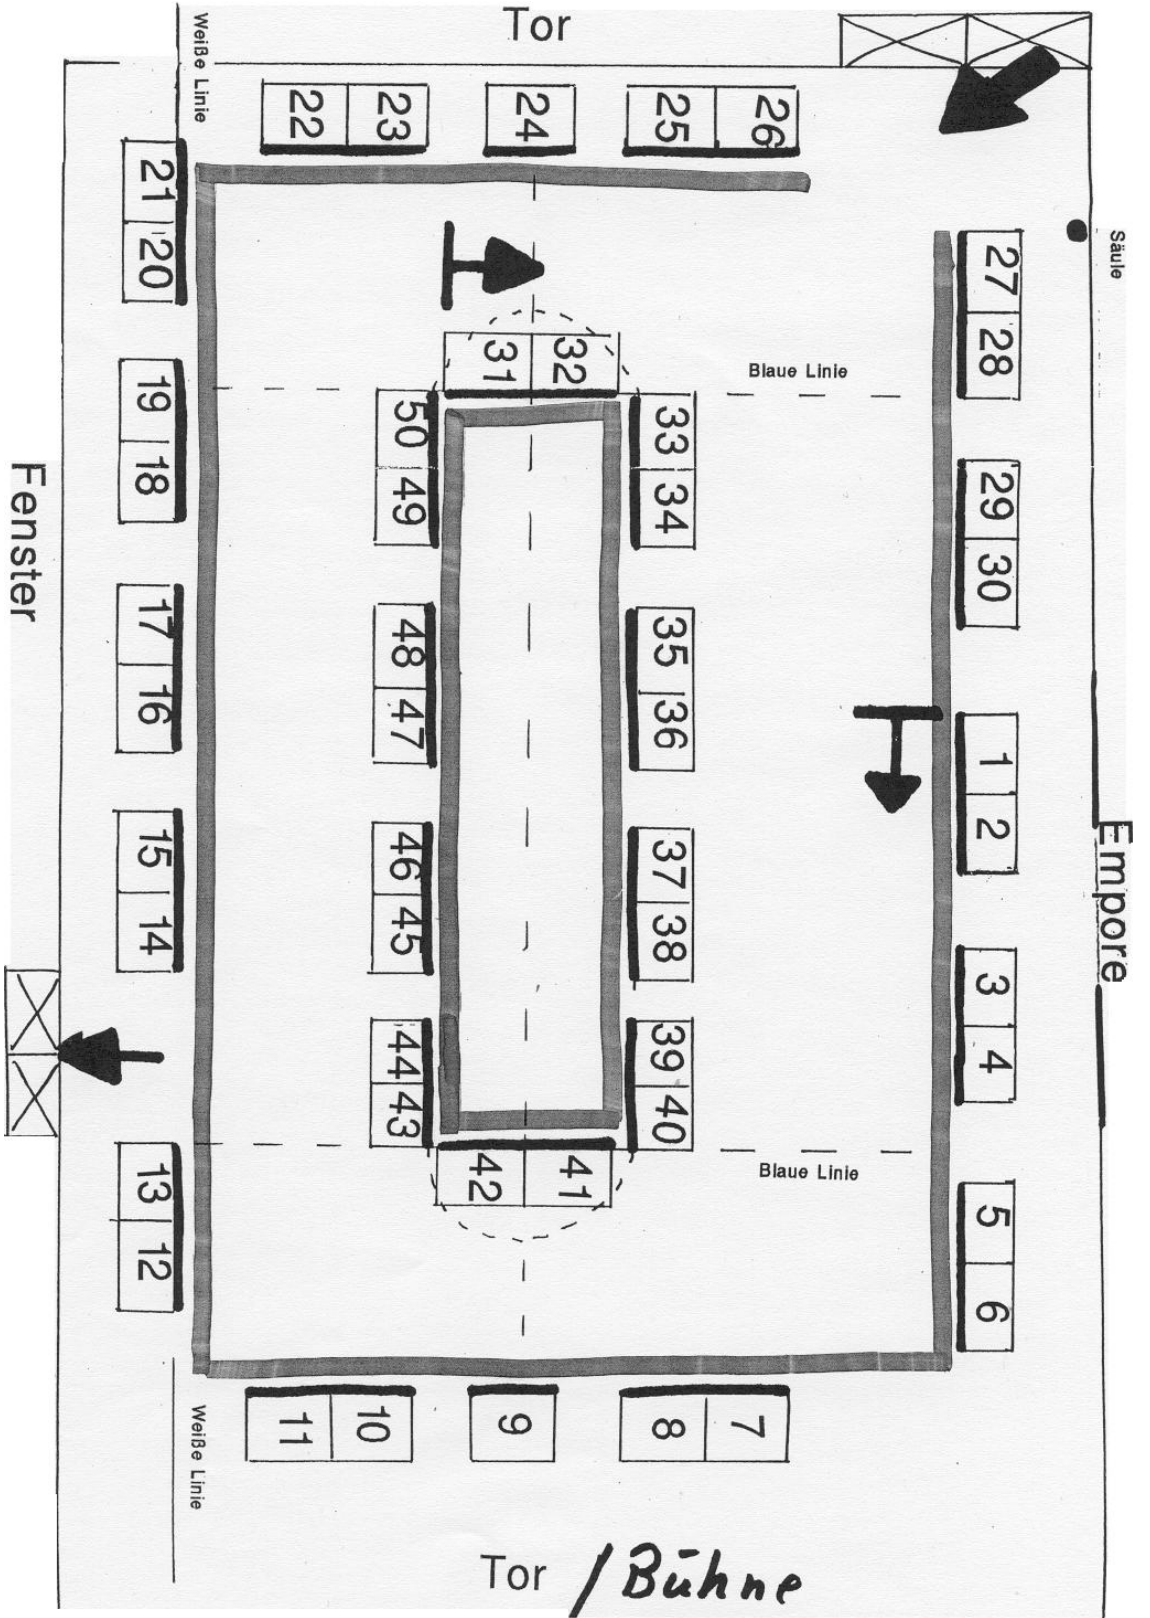 Tor
Weiße Linie
22 23 24 25 26
21 20
27 28
Säule
31 32
Blaue Linie
50 49
33 34
19 18
29 30
Fenster
48 47
35 36
17 16
1 2
Empore
46 45
37 38
15 14
3 4
44 43
39 40
42 41
Blaue Linie
13 12
5 6
11 10 9 8 7
Weiße Linie
Tor / Bühne